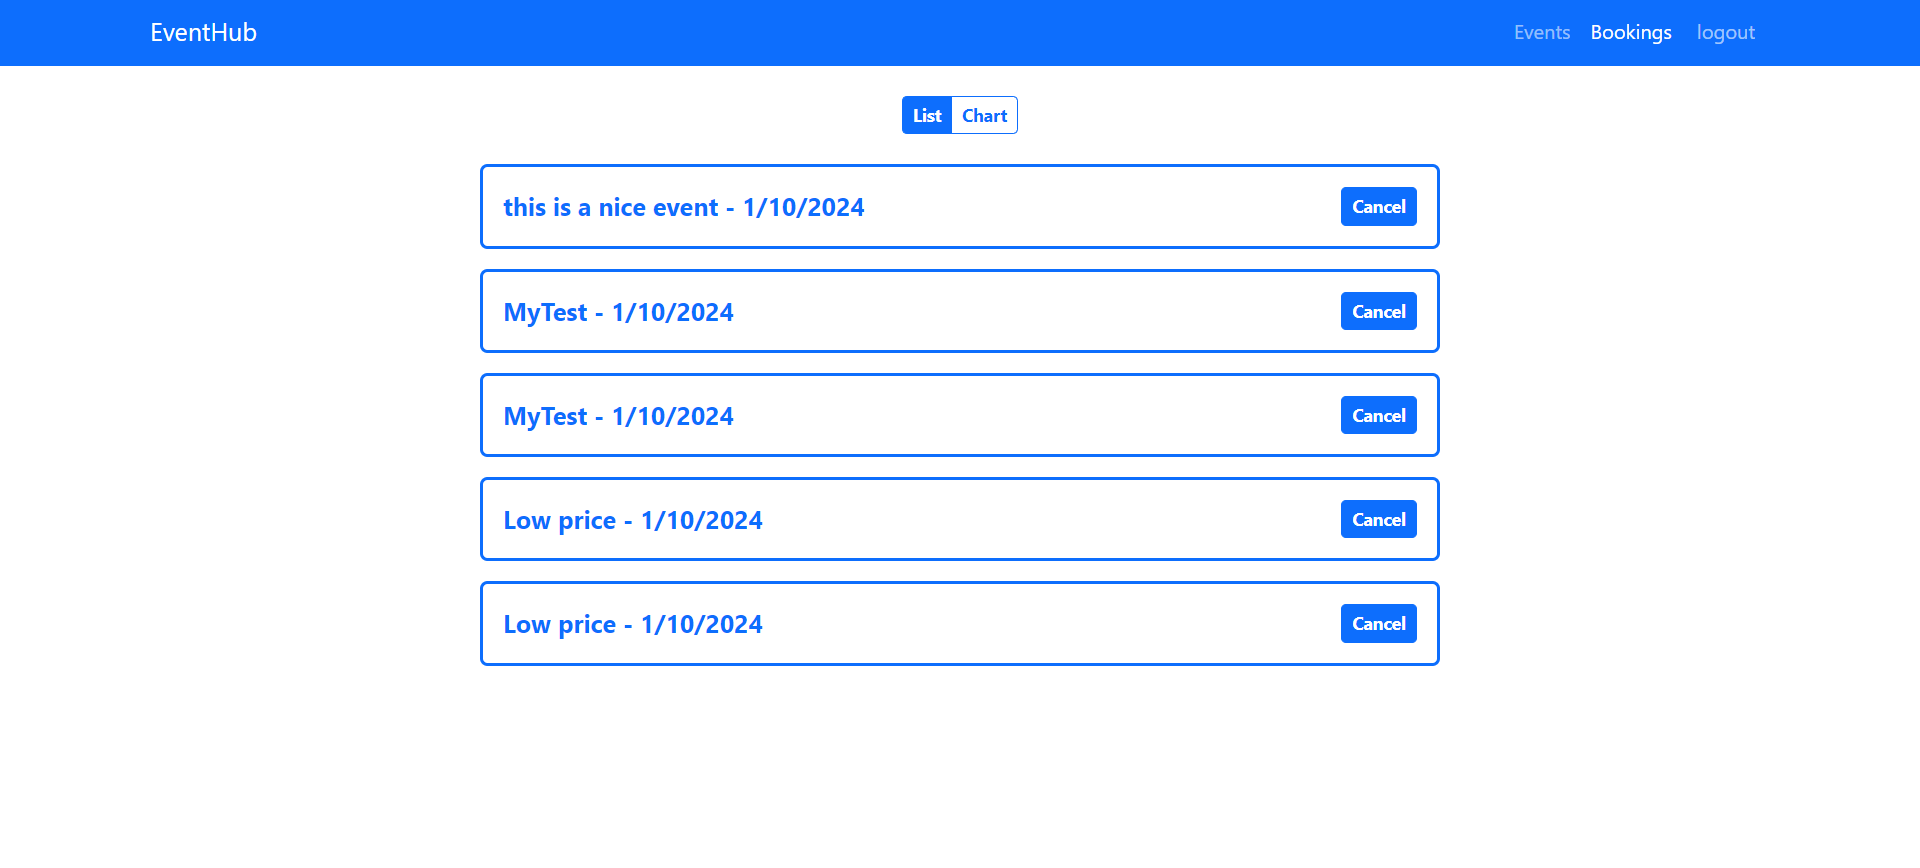 EventHub Events Bookings logout
List Chart
this is a nice event - 1/10/2024 Cancel
MyTest - 1/10/2024 Cancel
MyTest - 1/10/2024 Cancel
Low price - 1/10/2024 Cancel
Low price - 1/10/2024 Cancel